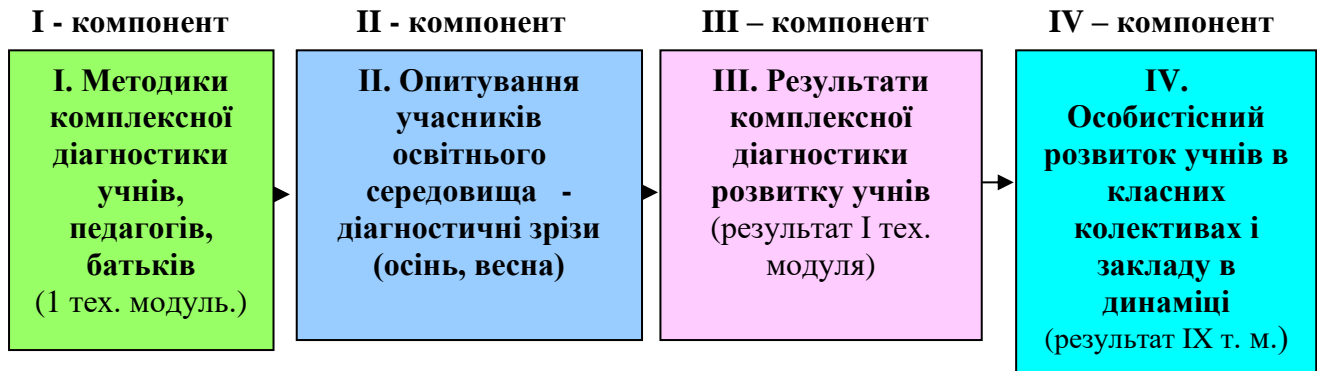 I - компонент
II - компонент
III – компонент
IV – компонент
I. Методики
комплексної
діагностики
учнів,
педагогів,
батьків
(1 тех. модуль.)
II. Опитування
учасників
освітнього
середовища -
діагностичні зрізи
(осінь, весна)
III. Результати
комплексної
діагностики
розвитку учнів
(результат I тех.
модуля)
IV.
Особистісний
розвиток учнів в
класних
колективах і
закладу в
динаміці
(результат IX т. м.)